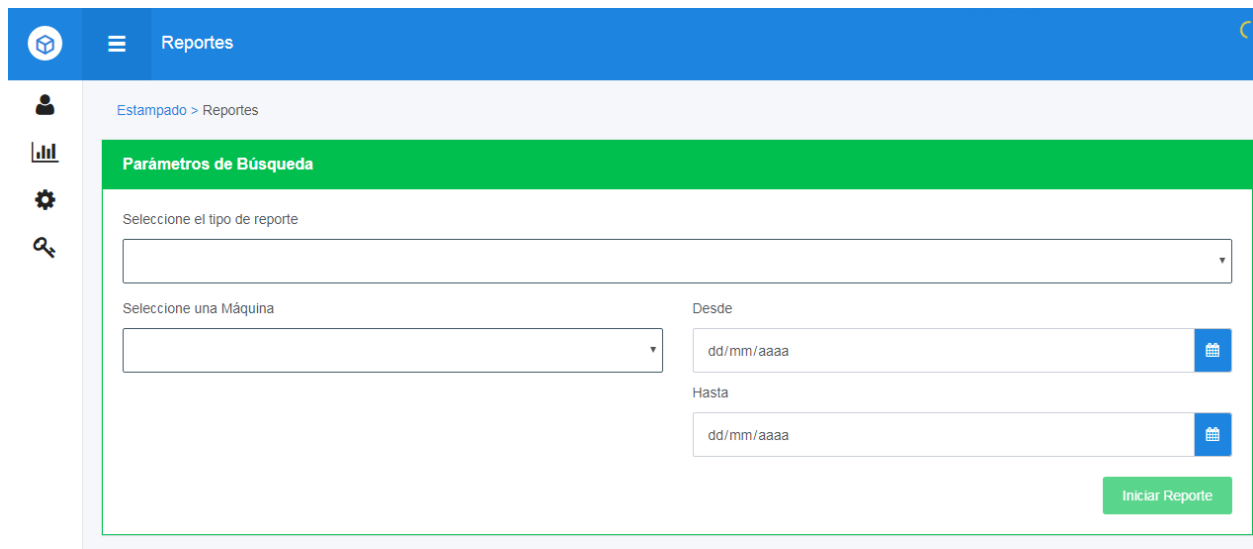 Reportes
Estampado > Reportes
Parámetros de Búsqueda
Seleccione el tipo de reporte
Seleccione una Máquina
Desde
dd/mm/aaaa
Hasta
dd/mm/aaaa
Iniciar Reporte